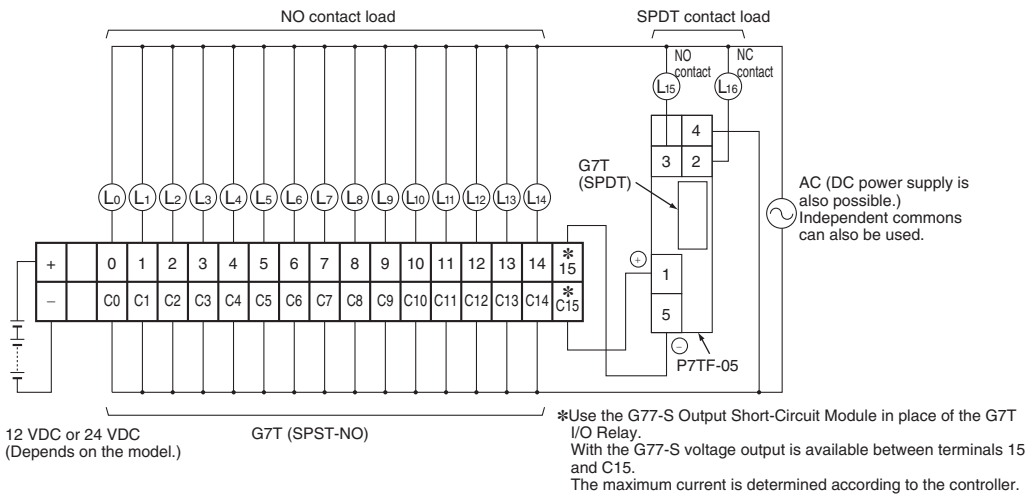 NO contact load
SPDT contact load
NO
contact
NC
contact
L15
L16
4
3 2
G7T
(SPDT)
AC (DC power supply is
also possible.)
Independent commons
can also be used.
L0 L1 L2 L3 L4 L5 L6 L7 L8 L9 L10 L11 L12 L13 L14
+ 0 1 2 3 4 5 6 7 8 9 10 11 12 13 14 ✻ 15
− C0 C1 C2 C3 C4 C5 C6 C7 C8 C9 C10 C11 C12 C13 C14 ✻ C15
+
1
5
−
P7TF-05
12 VDC or 24 VDC
(Depends on the model.)
G7T (SPST-NO)
✻Use the G77-S Output Short-Circuit Module in place of the G7T
I/O Relay.
With the G77-S voltage output is available between terminals 15
and C15.
The maximum current is determined according to the controller.